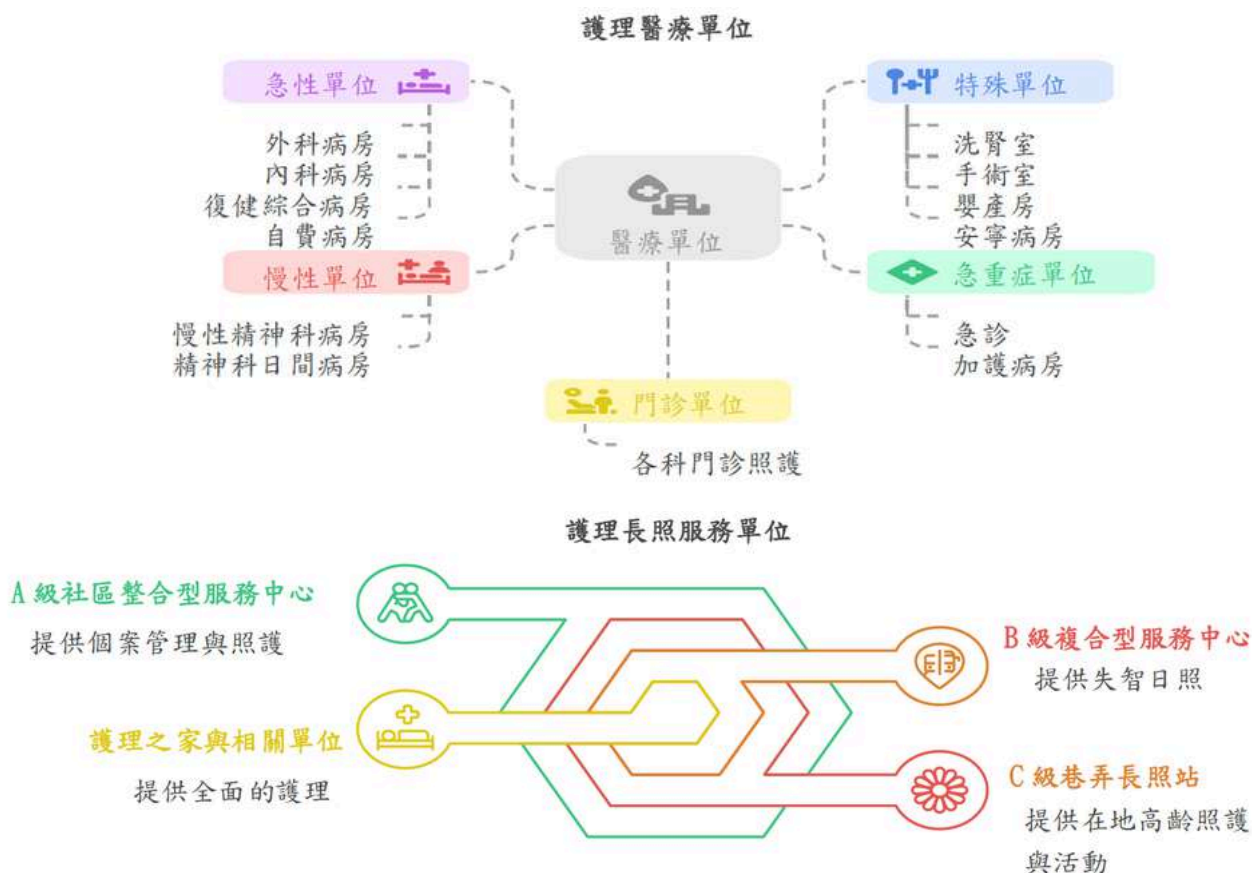 護理醫療單位
急性單位
外科病房
內科病房
復健綜合病房
自費病房
慢性單位
慢性精神科病房
精神科日間病房
醫療單位
特殊單位
洗腎室
手術室
嬰產房
安寧病房
急重症單位
急診
加護病房
門診單位
各科門診照護
護理長照服務單位
A級社區整合型服務中心
提供個案管理與照護
護理之家與相關單位
提供全面的護理
B級複合型服務中心
提供失智日照
C級巷弄長照站
提供在地高齡照護
與活動